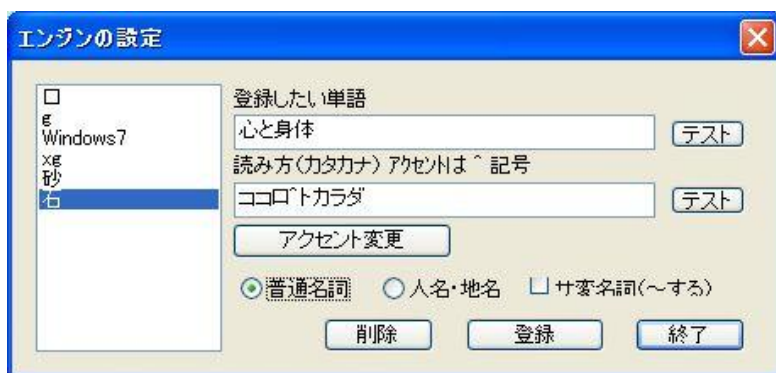 エンジンの設定
口
g
Windows7
xg
砂
石
登録したい単語
心と身体
テスト
読み方(カタカナ) アクセントは ^ 記号
ココロ^トカラダ
テスト
アクセント変更
普通名詞 人名・地名 サ変名詞(～する)
削除 登録 終了